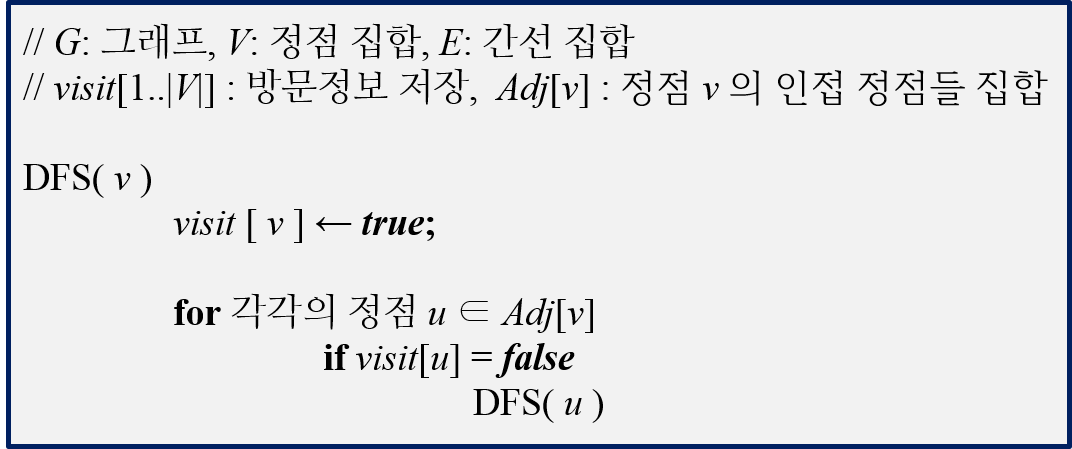 // G: 그래프, V: 정점 집합, E: 간선 집합
// visit[1..|V|] : 방문정보 저장, Adj[v] : 정점 v 의 인접 정점들 집합
DFS( v )
visit [ v ] ← true;
for 각각의 정점 u ∈ Adj[v]
if visit[u] = false
DFS( u )